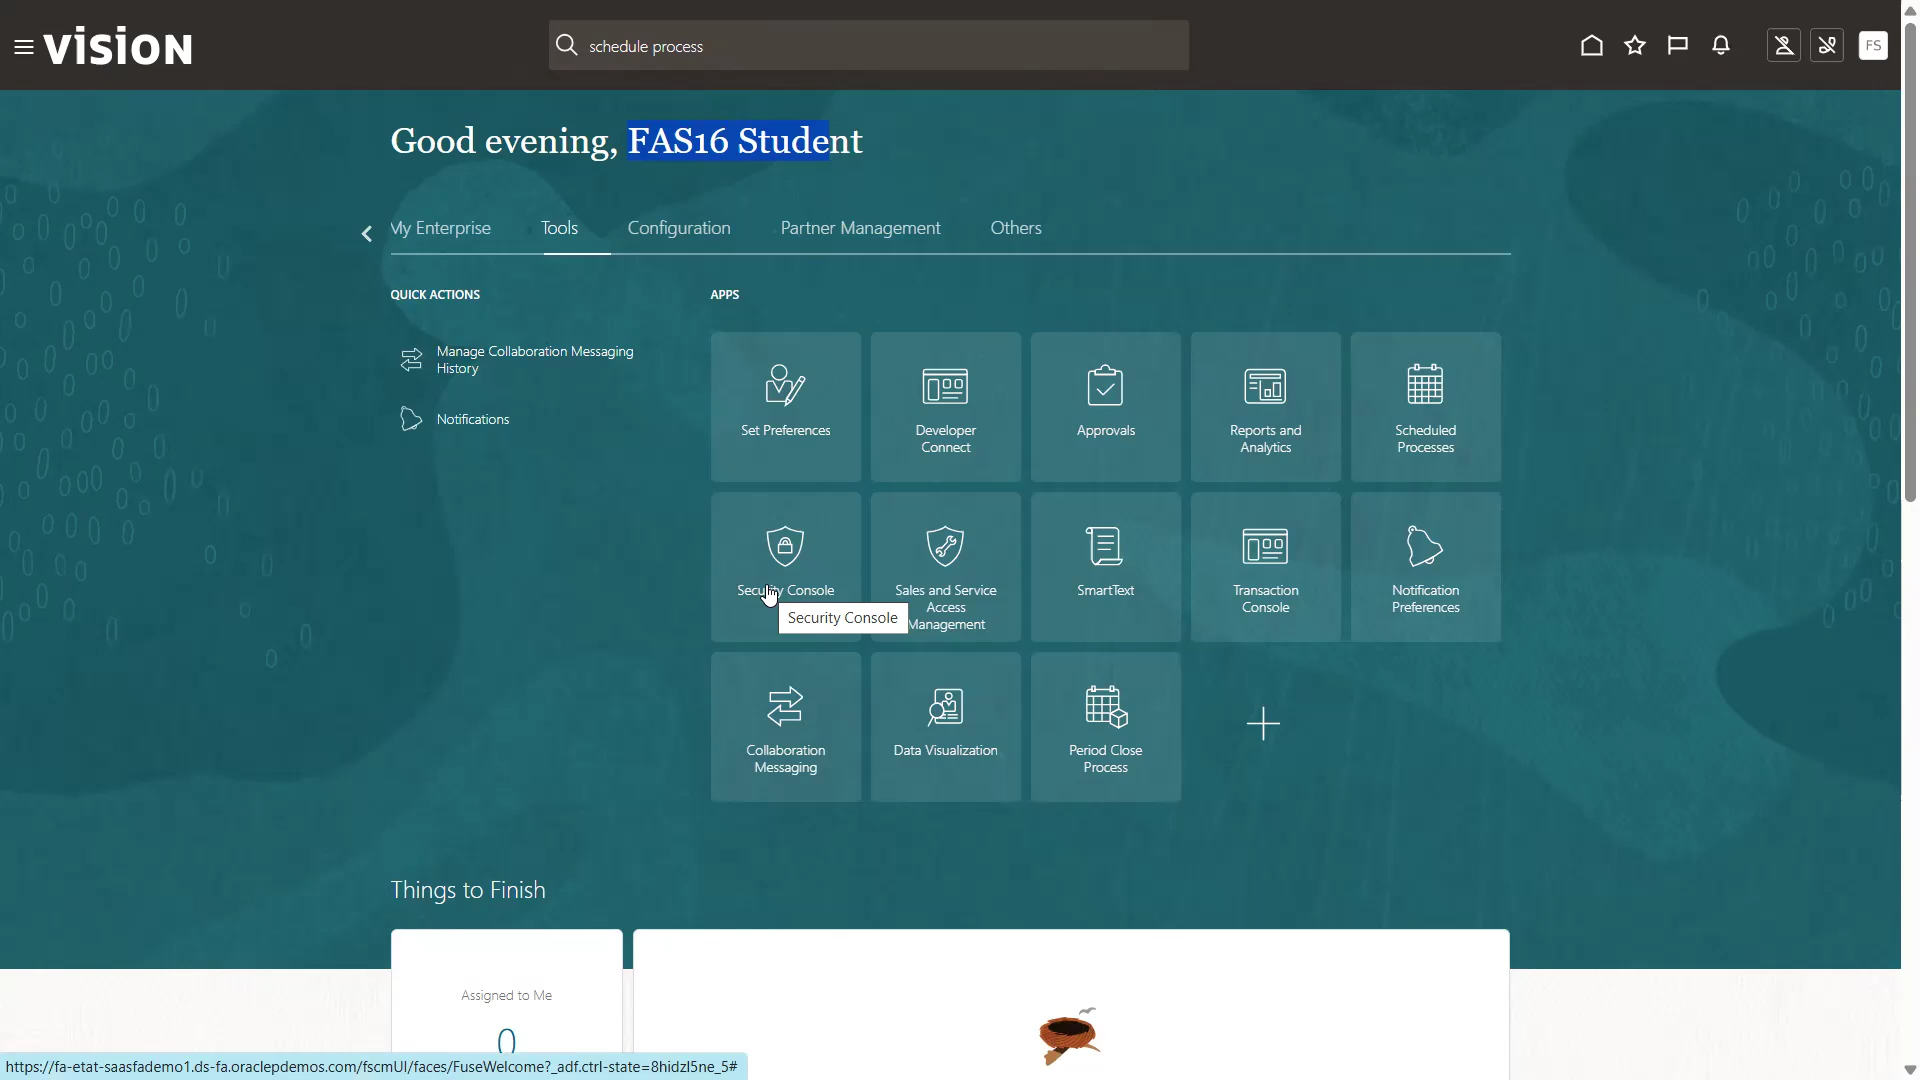 vision
schedule process
FS
Good evening, FAS16 Student
My Enterprise
Tools
Configuration
Partner Management
Others
QUICK ACTIONS
APPS
Manage Collaboration Messaging
History
Notifications
Set Preferences
Developer
Connect
Approvals
Reports and
Analytics
Scheduled
Processes
Security Console
Sales and Service
Access
Management
SmartText
Transaction
Console
Notification
Preferences
Security Console
Collaboration
Messaging
Data Visualization
Period Close
Process
Things to Finish
Assigned to Me
0
https://fa-etat-saasfademo1.ds-fa.oraclepdemos.com/fscmUI/faces/FuseWelcome?_adf.ctrl-state=8hidzl5ne_5#